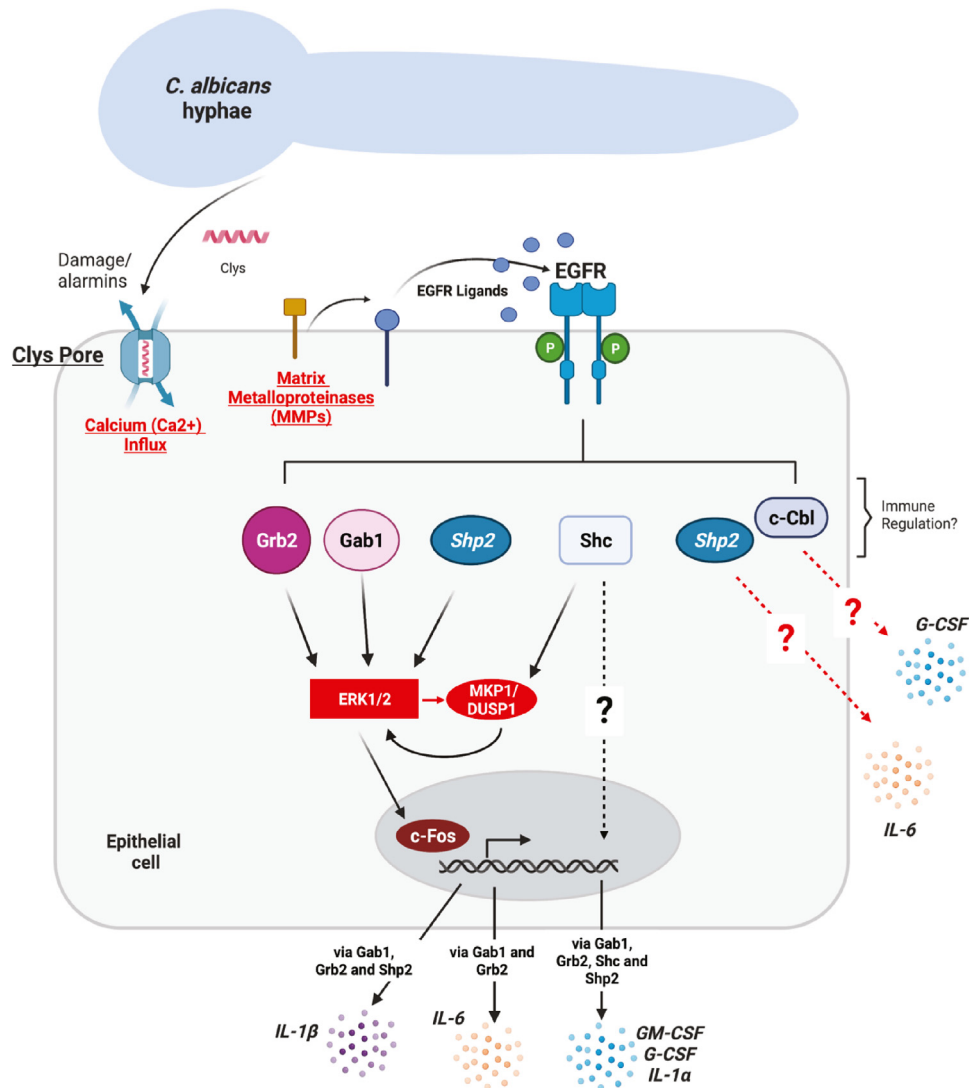 C. albicans
hyphae
Damage/
alarmins
Clys
EGFR Ligands
EGFR
P
P
Clys Pore
Calcium (Ca2+)
Influx
Matrix
Metalloproteinases
(MMPs)
Grb2
Gab1
Shp2
Shc
Shp2
c-Cbl
Immune
Regulation?
?
?
G-CSF
IL-6
ERK1/2
MKP1/
DUSP1
?
c-Fos
Epithelial
cell
via Gab1,
Grb2 and Shp2
via Gab1 and
Grb2
via Gab1,
Grb2, Shc and
Shp2
IL-1β
IL-6
GM-CSF
G-CSF
IL-1α